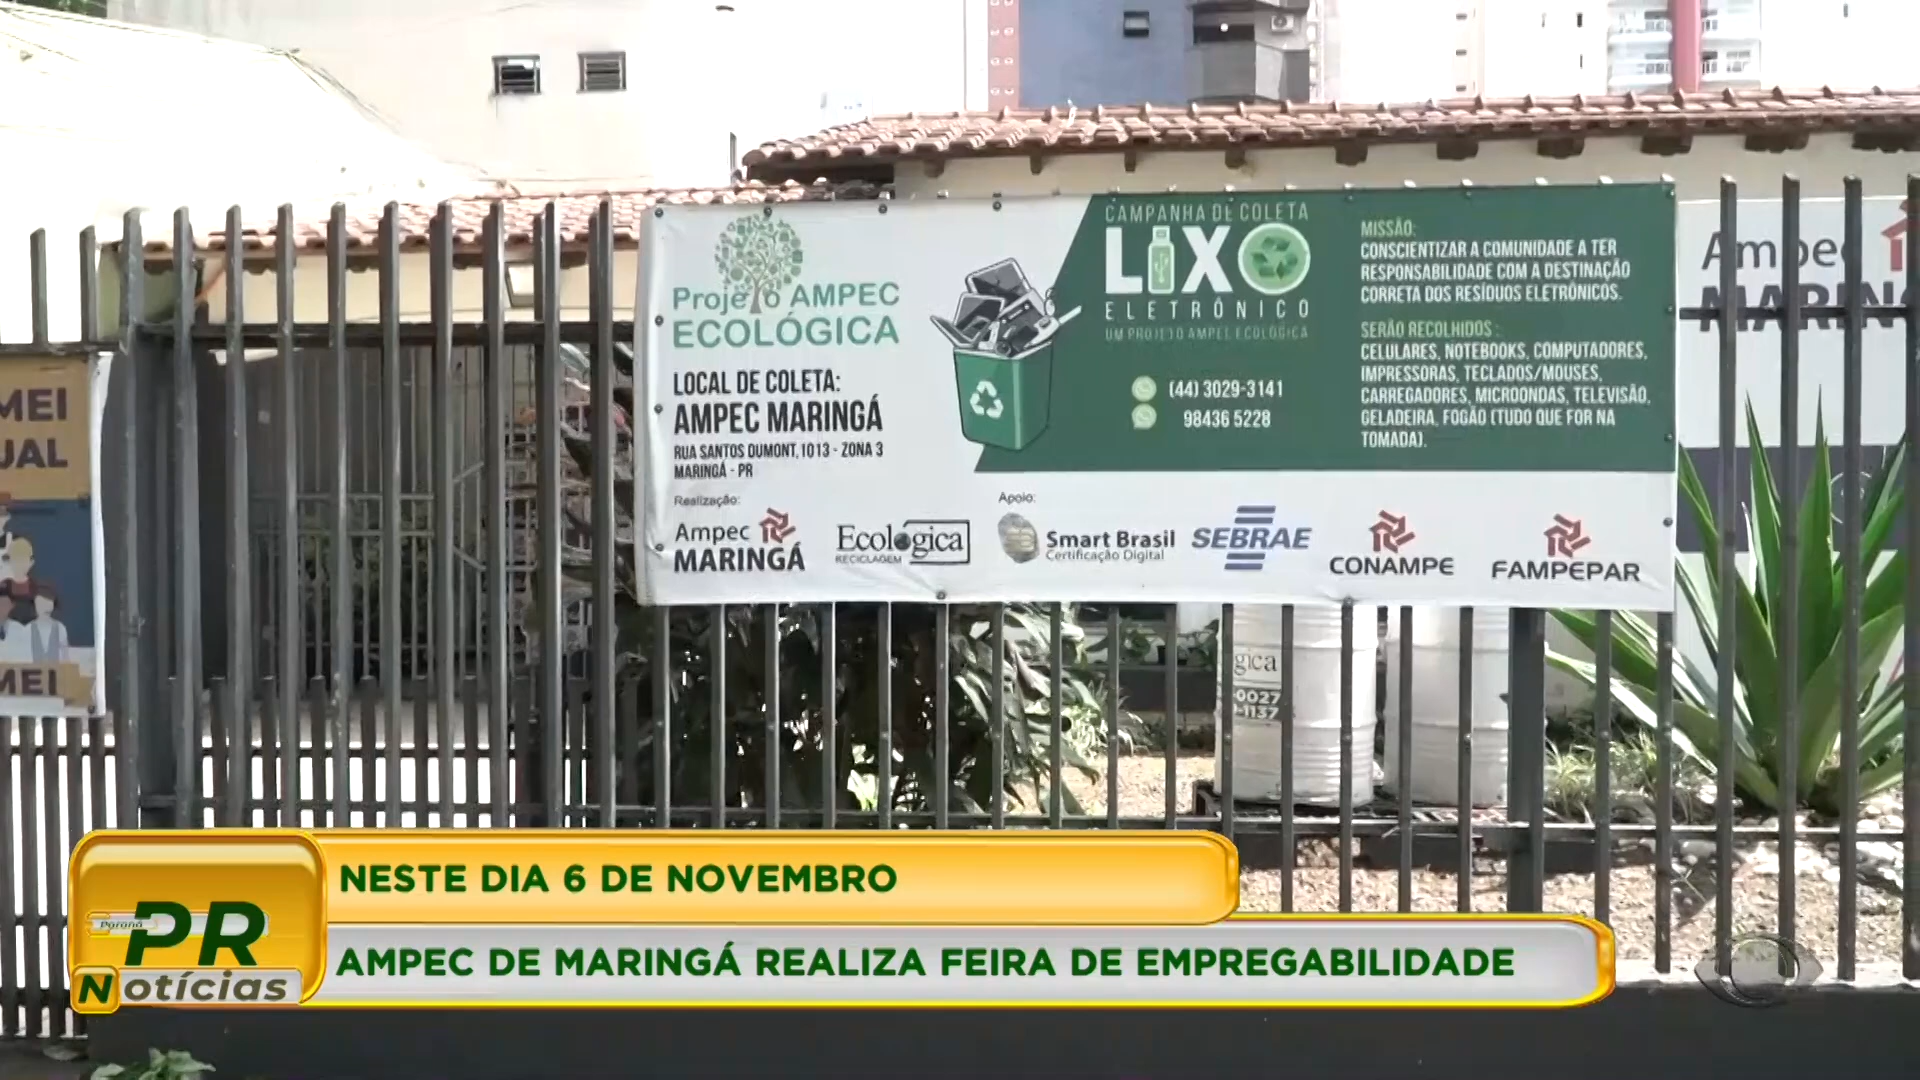 Projeto AMPEC
ECOLÓGICA
LOCAL DE COLETA:
AMPEC MARINGÁ
RUA SANTOS DUMONT, 1013 - ZONA 3
MARINGÁ - PR
CAMPANHA DE COLETA
LIXO
ELETRÔNICO
UM PROJETO AMPEC ECOLÓGICA
(44) 3029-3141
98436 5228
MISSÃO:
CONSCIENTIZAR A COMUNIDADE A TER
RESPONSABILIDADE COM A DESTINAÇÃO
CORRETA DOS RESÍDUOS ELETRÔNICOS.
SERÃO RECOLHIDOS :
CELULARES, NOTEBOOKS, COMPUTADORES,
IMPRESSORAS, TECLADOS/MOUSES,
CARREGADORES, MICROONDAS, TELEVISÃO,
GELADEIRA, FOGÃO (TUDO QUE FOR NA
TOMADA).
Realização:
Ampec
MARINGÁ
Ecológica
RECICLAGEM
Apoio:
Smart Brasil
Certificação Digital
SEBRAE
CONAMPE
FAMPEPAR
Ampec
MEI
UAL
MEI
gica
-0027
-1137
NESTE DIA 6 DE NOVEMBRO
AMPEC DE MARINGÁ REALIZA FEIRA DE EMPREGABILIDADE
Paraná
PR
Notícias